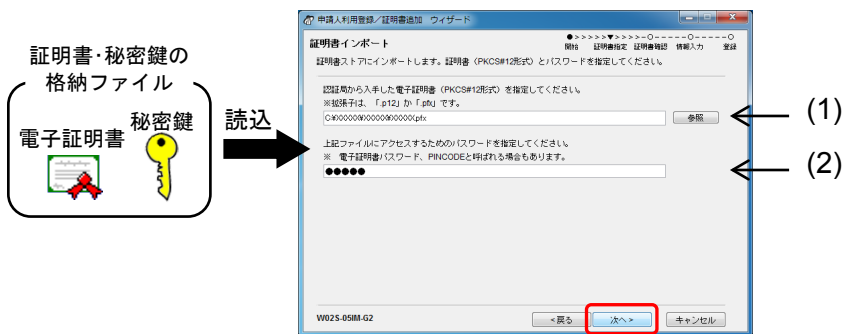 証明書･秘密鍵の
格納ファイル
電子証明書
秘密鍵
読込
申請人利用登録／証明書追加 ウィザード
証明書インポート
●>>>>>▼>>>>-O-----O-----O
開始 証明書指定 証明書確認 情報入力 登録
証明書ストアにインポートします。証明書（PKCS#12形式）とパスワードを指定してください。
認証局から入手した電子証明書（PKCS#12形式）を指定してください。
※拡張子は、「.p12」か「.pfx」です。
C:¥OOOOO¥OOOOO¥OOOOO.pfx
参照
(1)
上記ファイルにアクセスするためのパスワードを指定してください。
※ 電子証明書パスワード、PINCODEと呼ばれる場合もあります。
●●●●●
(2)
W02S-05IM-G2
<戻る
次へ>
キャンセル